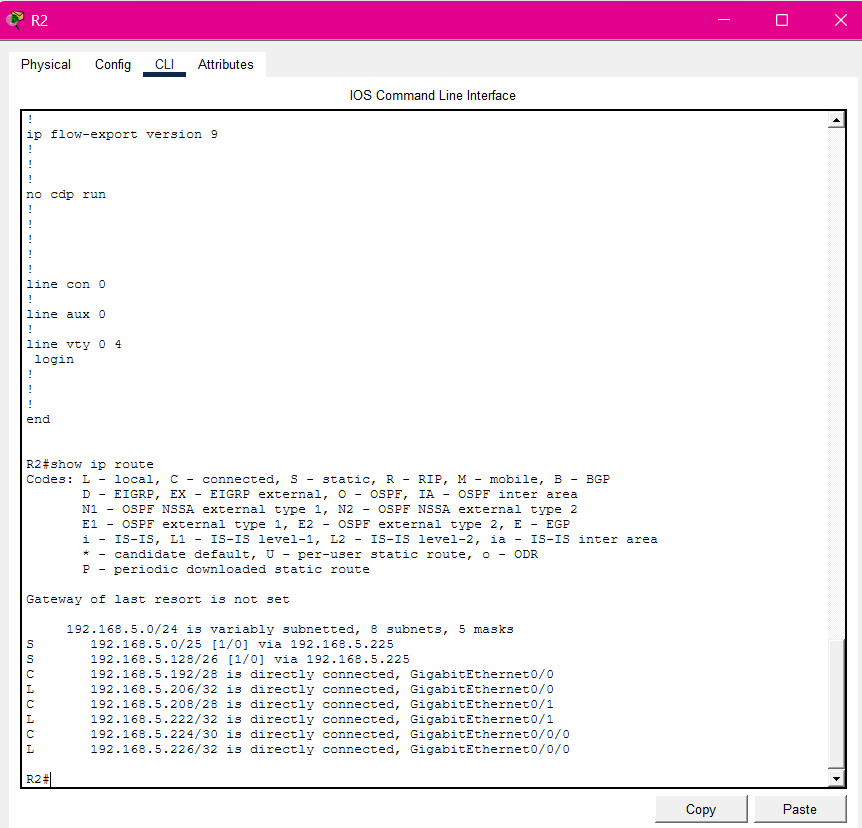 R2
Physical Config CLI Attributes
IOS Command Line Interface
!
ip flow-export version 9
!
!
!
no cdp run
!
!
!
!
!
line con 0
!
line aux 0
!
line vty 0 4
 login
!
!
!
end
R2#show ip route
Codes: L - local, C - connected, S - static, R - RIP, M - mobile, B - BGP
       D - EIGRP, EX - EIGRP external, O - OSPF, IA - OSPF inter area
       N1 - OSPF NSSA external type 1, N2 - OSPF NSSA external type 2
       E1 - OSPF external type 1, E2 - OSPF external type 2, E - EGP
       i - IS-IS, L1 - IS-IS level-1, L2 - IS-IS level-2, ia - IS-IS inter area
       * - candidate default, U - per-user static route, o - ODR
       P - periodic downloaded static route
Gateway of last resort is not set
     192.168.5.0/24 is variably subnetted, 8 subnets, 5 masks
S       192.168.5.0/25 [1/0] via 192.168.5.225
S       192.168.5.128/26 [1/0] via 192.168.5.225
C       192.168.5.192/28 is directly connected, GigabitEthernet0/0
L       192.168.5.206/32 is directly connected, GigabitEthernet0/0
C       192.168.5.208/28 is directly connected, GigabitEthernet0/1
L       192.168.5.222/32 is directly connected, GigabitEthernet0/1
C       192.168.5.224/30 is directly connected, GigabitEthernet0/0/0
L       192.168.5.226/32 is directly connected, GigabitEthernet0/0/0
R2#
Copy Paste